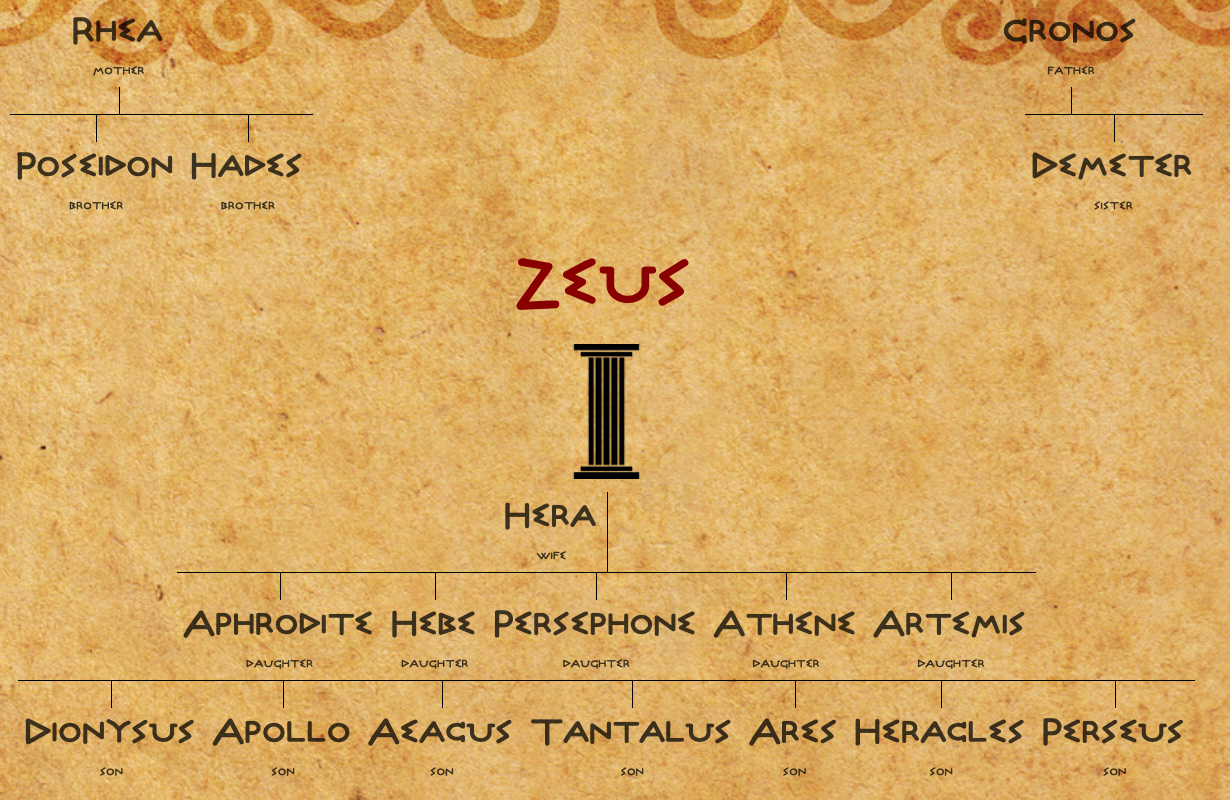 Rhea Cronos
mother father
Poseidon Hades Demeter
brother brother sister
Zeus
Hera
wife
Aphrodite Hebe Persephone Athene Artemis
daughter daughter daughter daughter daughter
Dionysus Apollo Aeacus Tantalus Ares Heracles Perseus
son son son son son son son